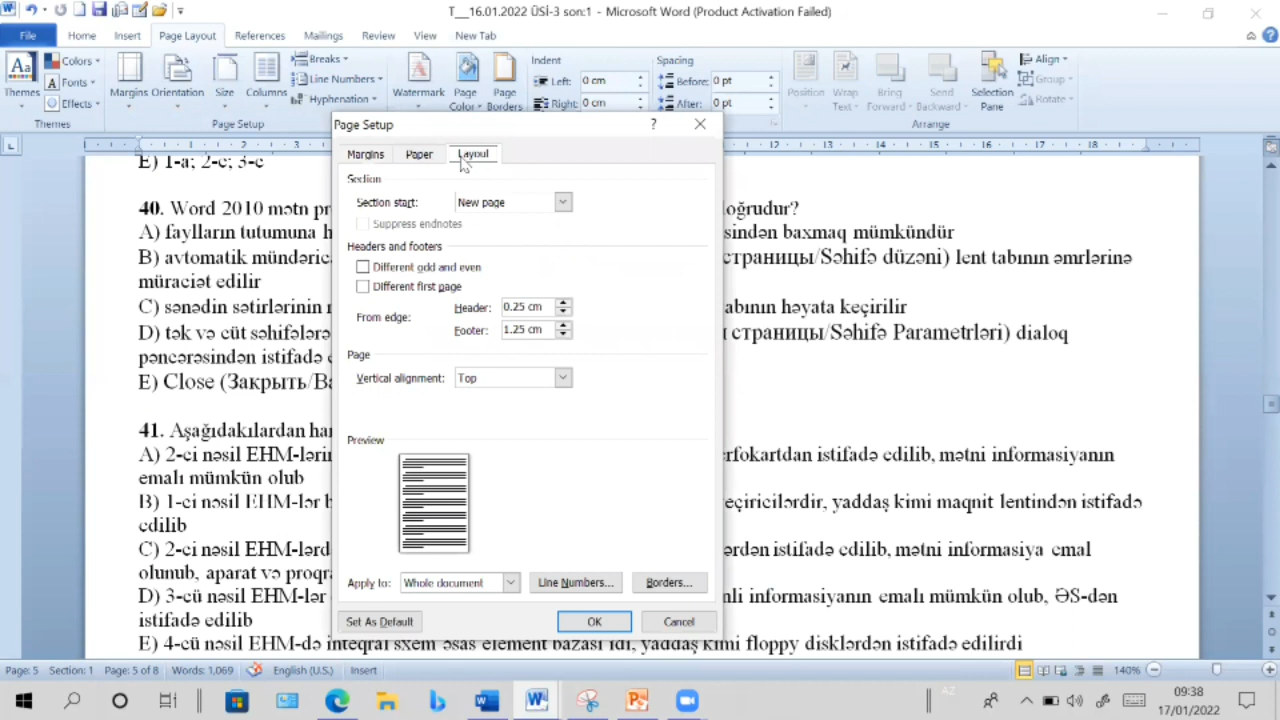 T___16.01.2022 ÜSİ-3 son:1 - Microsoft Word (Product Activation Failed)
File Home Insert Page Layout References Mailings Review View New Tab
Colors Breaks Indent Spacing Align
Fonts Line Numbers Left: 0 cm Before: 0 pt Group
Themes Effects Margins Orientation Size Columns Hyphenation Watermark Page Color Page Borders Right: 0 cm After: 0 pt Position Wrap Text Bring Forward Send Backward Selection Pane Rotate
Themes Page Setup Arrange
Page Setup
Margins Paper Layout
Section
Section start: New page
Suppress endnotes
Headers and footers
Different odd and even
Different first page
From edge: Header: 0.25 cm
Footer: 1.25 cm
Page
Vertical alignment: Top
Preview
Apply to: Whole document Line Numbers... Borders...
Set As Default OK Cancel
E) 1-a; 2-c; 3-c
40. Word 2010 mətn pr oğrudur?
A) faylların tutumuna h sindən baxmaq mümkündür
B) avtomatik mündəric страницы/Səhifə düzəni) lent tabının əmrlərinə
müraciət edilir
C) sənədin sətirlərinin abının həyata keçirilir
D) tək və cüt səhifələrə страницы/Səhifə Parametrləri) dialoq
pəncərəsindən istifadə
E) Close (Закрыть/Ba
41. Aşağıdakılardan ha
A) 2-ci nəsil EHM-lərin rfokartdan istifadə edilib, mətni informasiyanın
emalı mümkün olub
B) 1-ci nəsil EHM-lər b eçiricilərdir, yaddaş kimi maqnit lentindən istifadə
edilib
C) 2-ci nəsil EHM-lərd ərdən istifadə edilib, mətni informasiya emal
olunub, aparat və proqra
D) 3-cü nəsil EHM-lər nli informasiyanın emalı mümkün olub, ƏS-dən
istifadə edilib
E) 4-cü nəsil EHM-də inteqral sxem əsas element bazası idi, yaddaş kimi floppy disklərdən istifadə edilirdi
Page: 5 Section: 1 Page: 5 of 8 Words: 1,069 English (U.S.) Insert 140%
AZ 09:38
17/01/2022